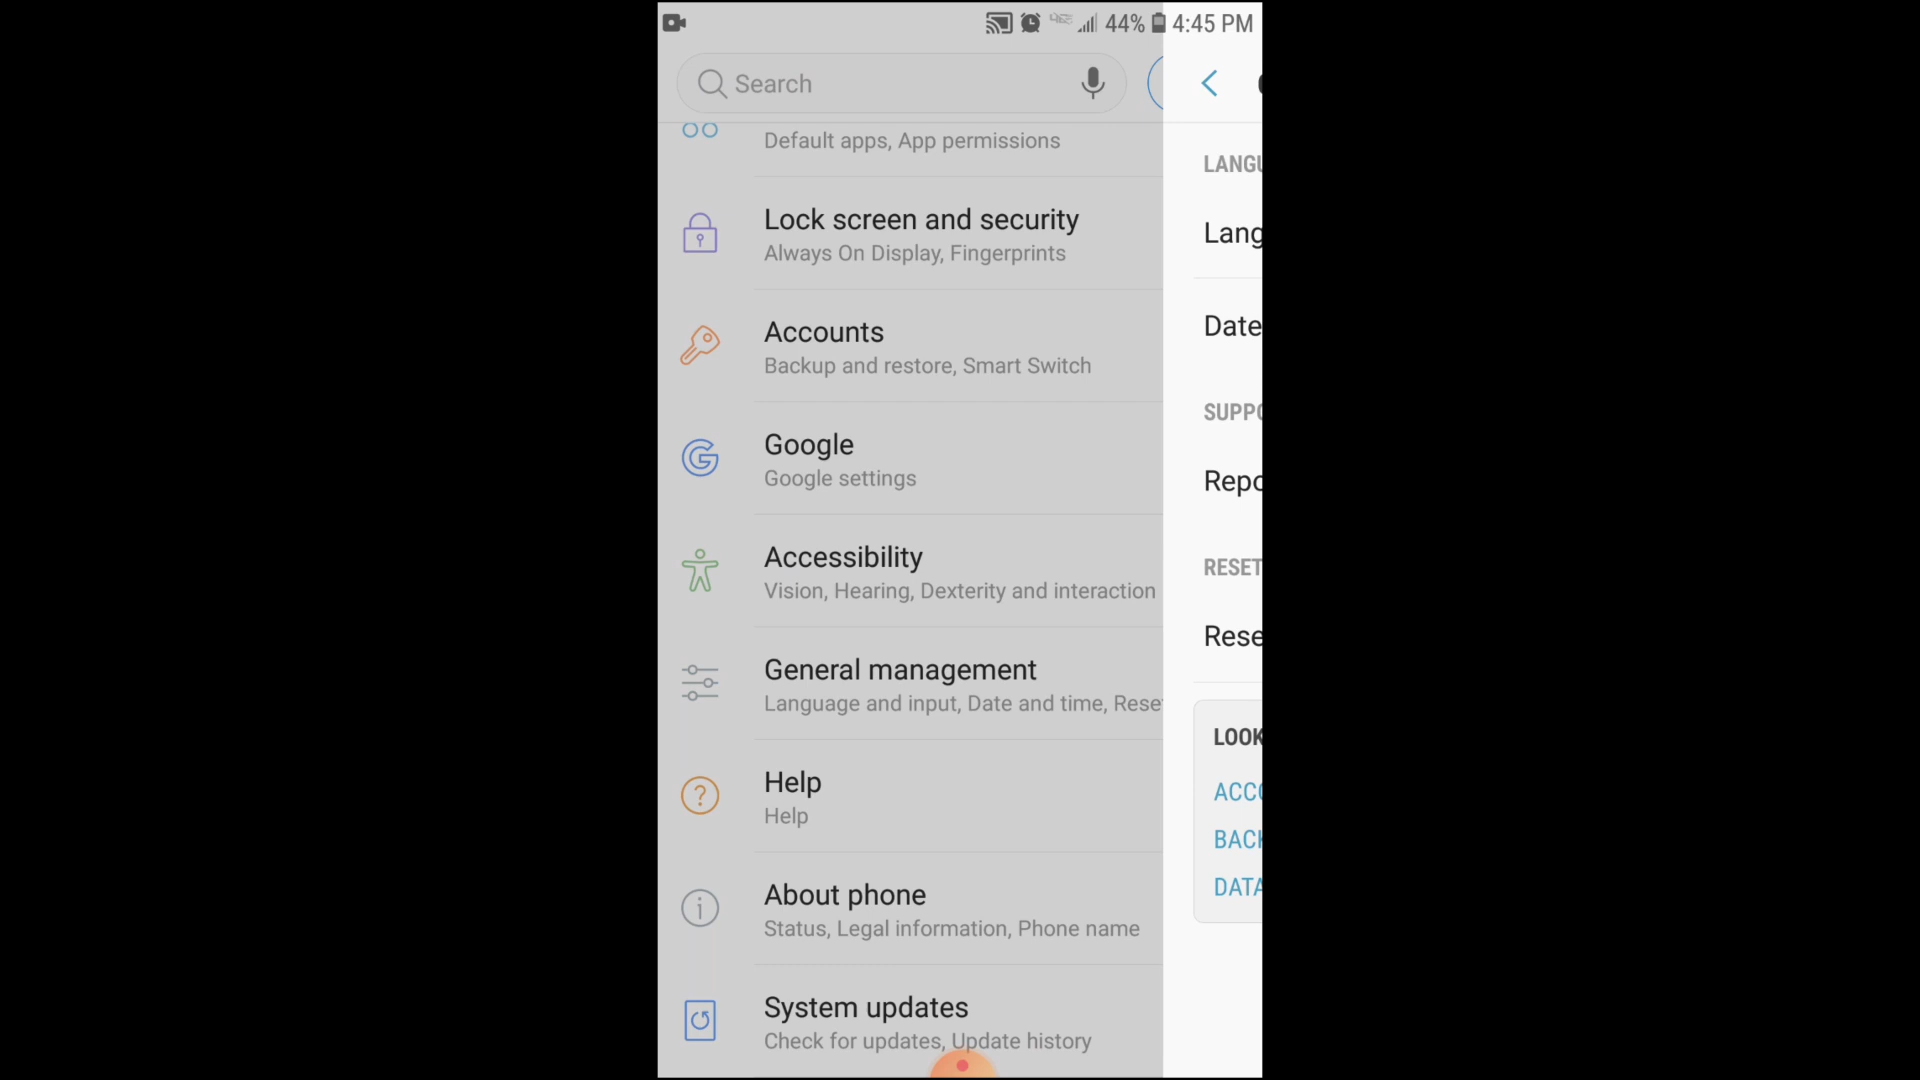 44% 4:45 PM
Search
Default apps, App permissions
Lock screen and security
Always On Display, Fingerprints
Accounts
Backup and restore, Smart Switch
Google
Google settings
Accessibility
Vision, Hearing, Dexterity and interaction
General management
Language and input, Date and time, Rese
Help
Help
About phone
Status, Legal information, Phone name
System updates
Check for updates, Update history
LANGU
Lang
Date
SUPPO
Repo
RESET
Rese
LOOK
ACCO
BACK
DATA